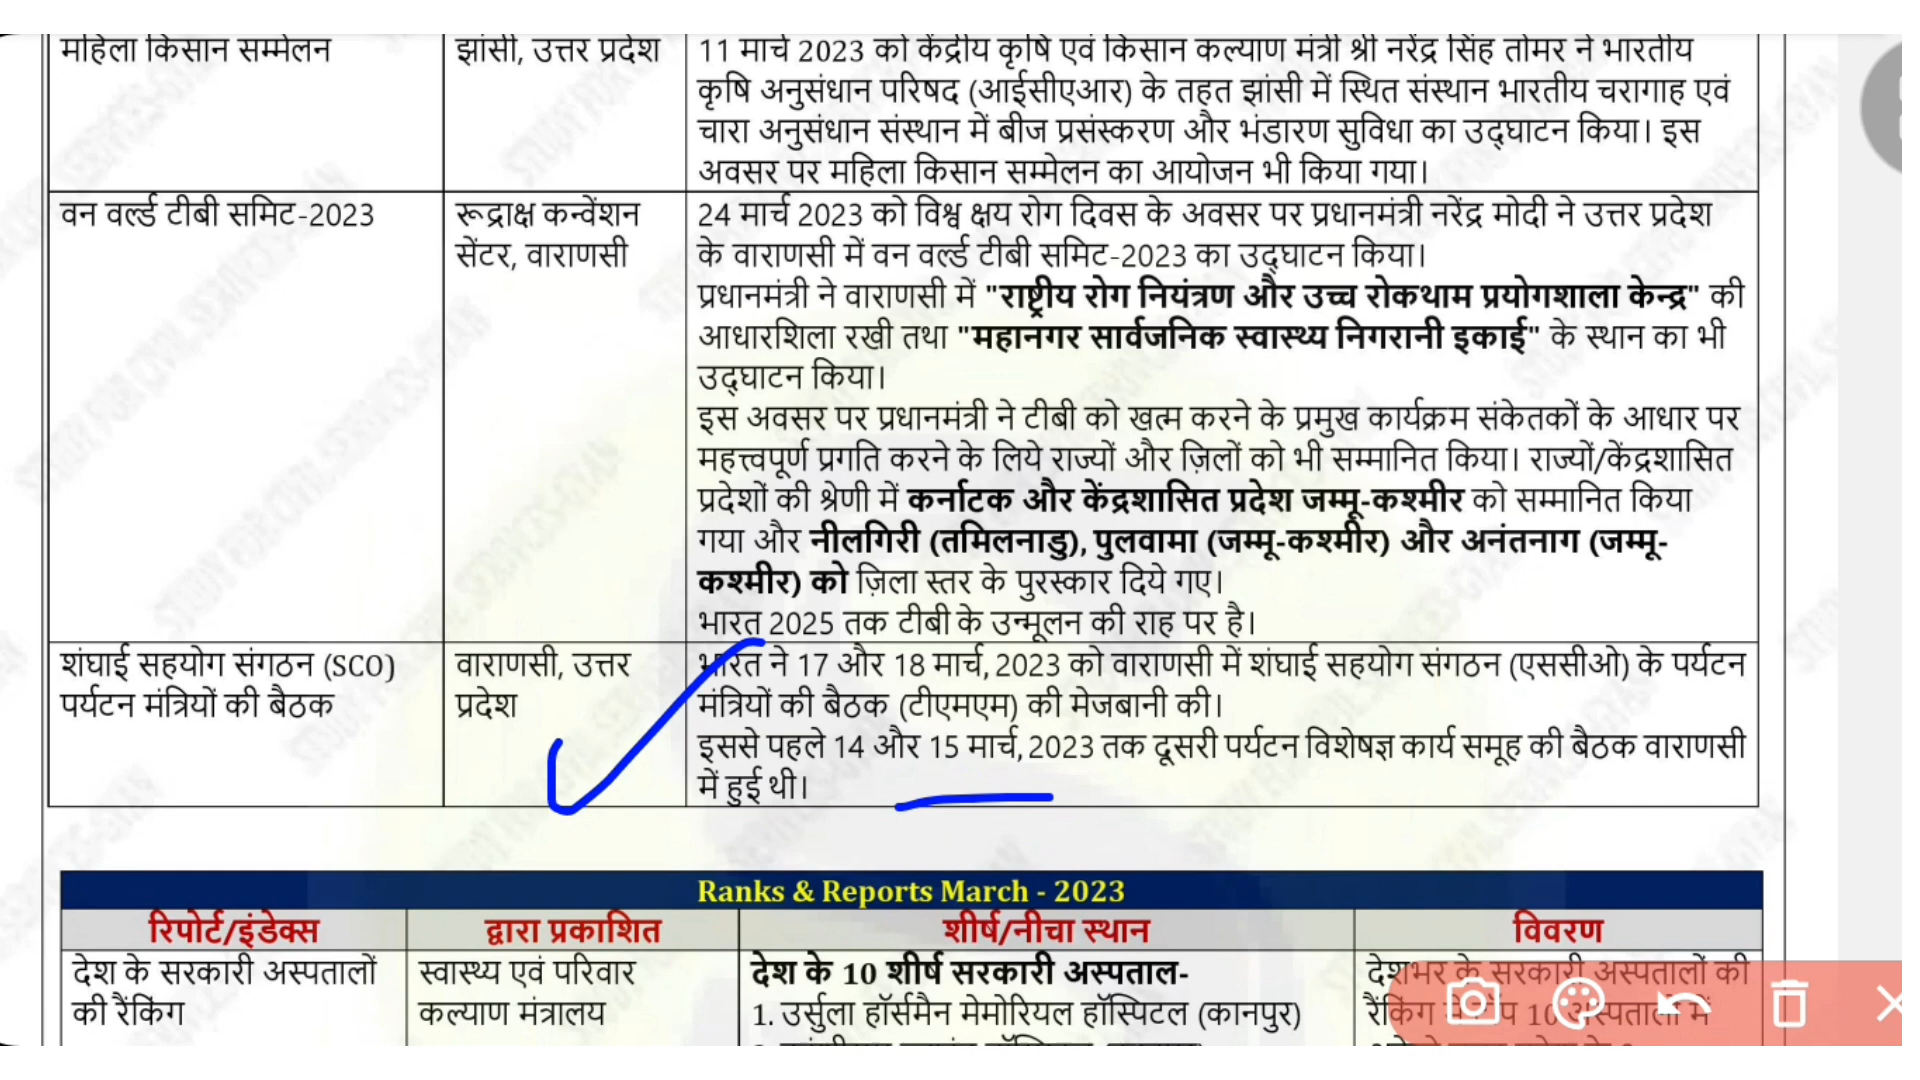 महिला किसान सम्मेलन
झांसी, उत्तर प्रदेश
11 मार्च 2023 को केंद्रीय कृषि एवं किसान कल्याण मंत्री श्री नरेंद्र सिंह तोमर ने भारतीय
कृषि अनुसंधान परिषद (आईसीएआर) के तहत झांसी में स्थित संस्थान भारतीय चरागाह एवं
चारा अनुसंधान संस्थान में बीज प्रसंस्करण और भंडारण सुविधा का उद्घाटन किया। इस
अवसर पर महिला किसान सम्मेलन का आयोजन भी किया गया।
वन वर्ल्ड टीबी समिट-2023
रूद्राक्ष कन्वेंशन
सेंटर, वाराणसी
24 मार्च 2023 को विश्व क्षय रोग दिवस के अवसर पर प्रधानमंत्री नरेंद्र मोदी ने उत्तर प्रदेश
के वाराणसी में वन वर्ल्ड टीबी समिट-2023 का उद्घाटन किया।
प्रधानमंत्री ने वाराणसी में "राष्ट्रीय रोग नियंत्रण और उच्च रोकथाम प्रयोगशाला केन्द्र" की
आधारशिला रखी तथा "महानगर सार्वजनिक स्वास्थ्य निगरानी इकाई" के स्थान का भी
उद्घाटन किया।
इस अवसर पर प्रधानमंत्री ने टीबी को खत्म करने के प्रमुख कार्यक्रम संकेतकों के आधार पर
महत्त्वपूर्ण प्रगति करने के लिये राज्यों और ज़िलों को भी सम्मानित किया। राज्यों/केंद्रशासित
प्रदेशों की श्रेणी में कर्नाटक और केंद्रशासित प्रदेश जम्मू-कश्मीर को सम्मानित किया
गया और नीलगिरी (तमिलनाडु), पुलवामा (जम्मू-कश्मीर) और अनंतनाग (जम्मू-
कश्मीर) को ज़िला स्तर के पुरस्कार दिये गए।
भारत 2025 तक टीबी के उन्मूलन की राह पर है।
शंघाई सहयोग संगठन (SCO)
पर्यटन मंत्रियों की बैठक
वाराणसी, उत्तर
प्रदेश
भारत ने 17 और 18 मार्च, 2023 को वाराणसी में शंघाई सहयोग संगठन (एससीओ) के पर्यटन
मंत्रियों की बैठक (टीएमएम) की मेजबानी की।
इससे पहले 14 और 15 मार्च, 2023 तक दूसरी पर्यटन विशेषज्ञ कार्य समूह की बैठक वाराणसी
में हुई थी।
Ranks & Reports March - 2023
रिपोर्ट/इंडेक्स
द्वारा प्रकाशित
शीर्ष/नीचा स्थान
विवरण
देश के सरकारी अस्पतालों
की रैंकिंग
स्वास्थ्य एवं परिवार
कल्याण मंत्रालय
देश के 10 शीर्ष सरकारी अस्पताल-
1. उर्सुला हॉर्समैन मेमोरियल हॉस्पिटल (कानपुर)
देशभर के सरकारी अस्पतालों की
रैंकिंग 10 अस्पतालों में